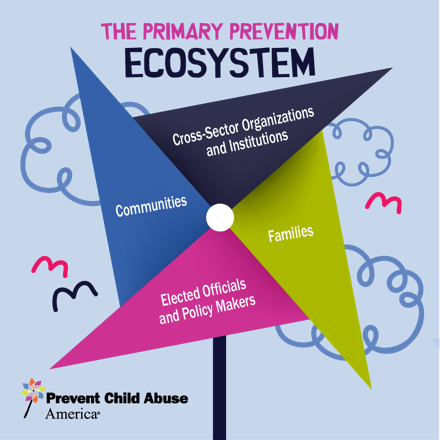 THE PRIMARY PREVENTION
ECOSYSTEM
Cross-Sector Organizations
and Institutions
Communities
Families
Elected Officials
and Policy Makers
Prevent Child Abuse
America®